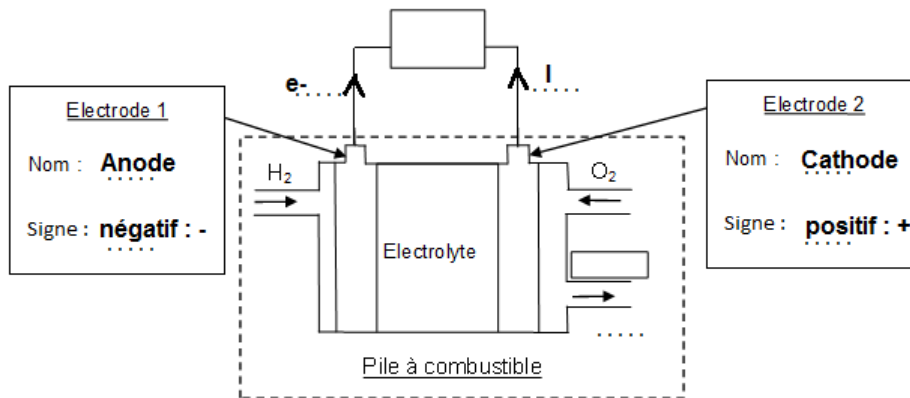 e-.....
I
.....
Electrode 1
Nom : Anode
.....
Signe : négatif : -
.....
Electrode 2
Nom : Cathode
.....
Signe : positif : +
.....
H2
O2
Electrolyte
.....
Pile à combustible